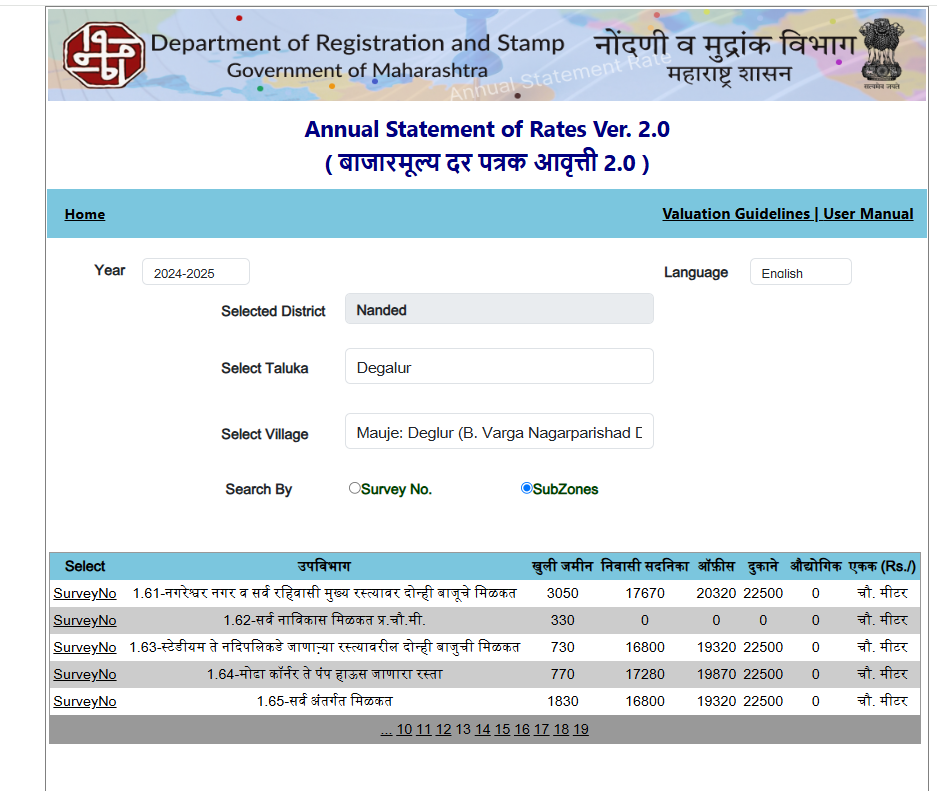 Department of Registration and Stamp
Government of Maharashtra
नोंदणी व मुद्रांक विभाग
महाराष्ट्र शासन
सत्यमेव जयते
Annual Statement Rate
Annual Statement of Rates Ver. 2.0
( बाजारमूल्य दर पत्रक आवृत्ती 2.0 )
Home Valuation Guidelines | User Manual
Year 2024-2025 Language English
Selected District Nanded
Select Taluka Degalur
Select Village Mauje: Deglur (B. Varga Nagarparishad D
Search By Survey No. SubZones
Select उपविभाग खुली जमीन निवासी सदनिका ऑफ़ीस दुकाने औद्योगिक एकक (Rs./)
SurveyNo 1.61-नगरेश्वर नगर व सर्व रहिवासी मुख्य रस्त्यावर दोन्ही बाजूचे मिळकत 3050 17670 20320 22500 0 चौ. मीटर
SurveyNo 1.62-सर्व नाविकास मिळकत प्र.चौ.मी. 330 0 0 0 0 चौ. मीटर
SurveyNo 1.63-स्टेडीयम ते नदिपलिकडे जाणाऱ्या रस्त्यावरील दोन्ही बाजुची मिळकत 730 16800 19320 22500 0 चौ. मीटर
SurveyNo 1.64-मोंढा कॉर्नर ते पंप हाऊस जाणारा रस्ता 770 17280 19870 22500 0 चौ. मीटर
SurveyNo 1.65-सर्व अंतर्गत मिळकत 1830 16800 19320 22500 0 चौ. मीटर
... 10 11 12 13 14 15 16 17 18 19